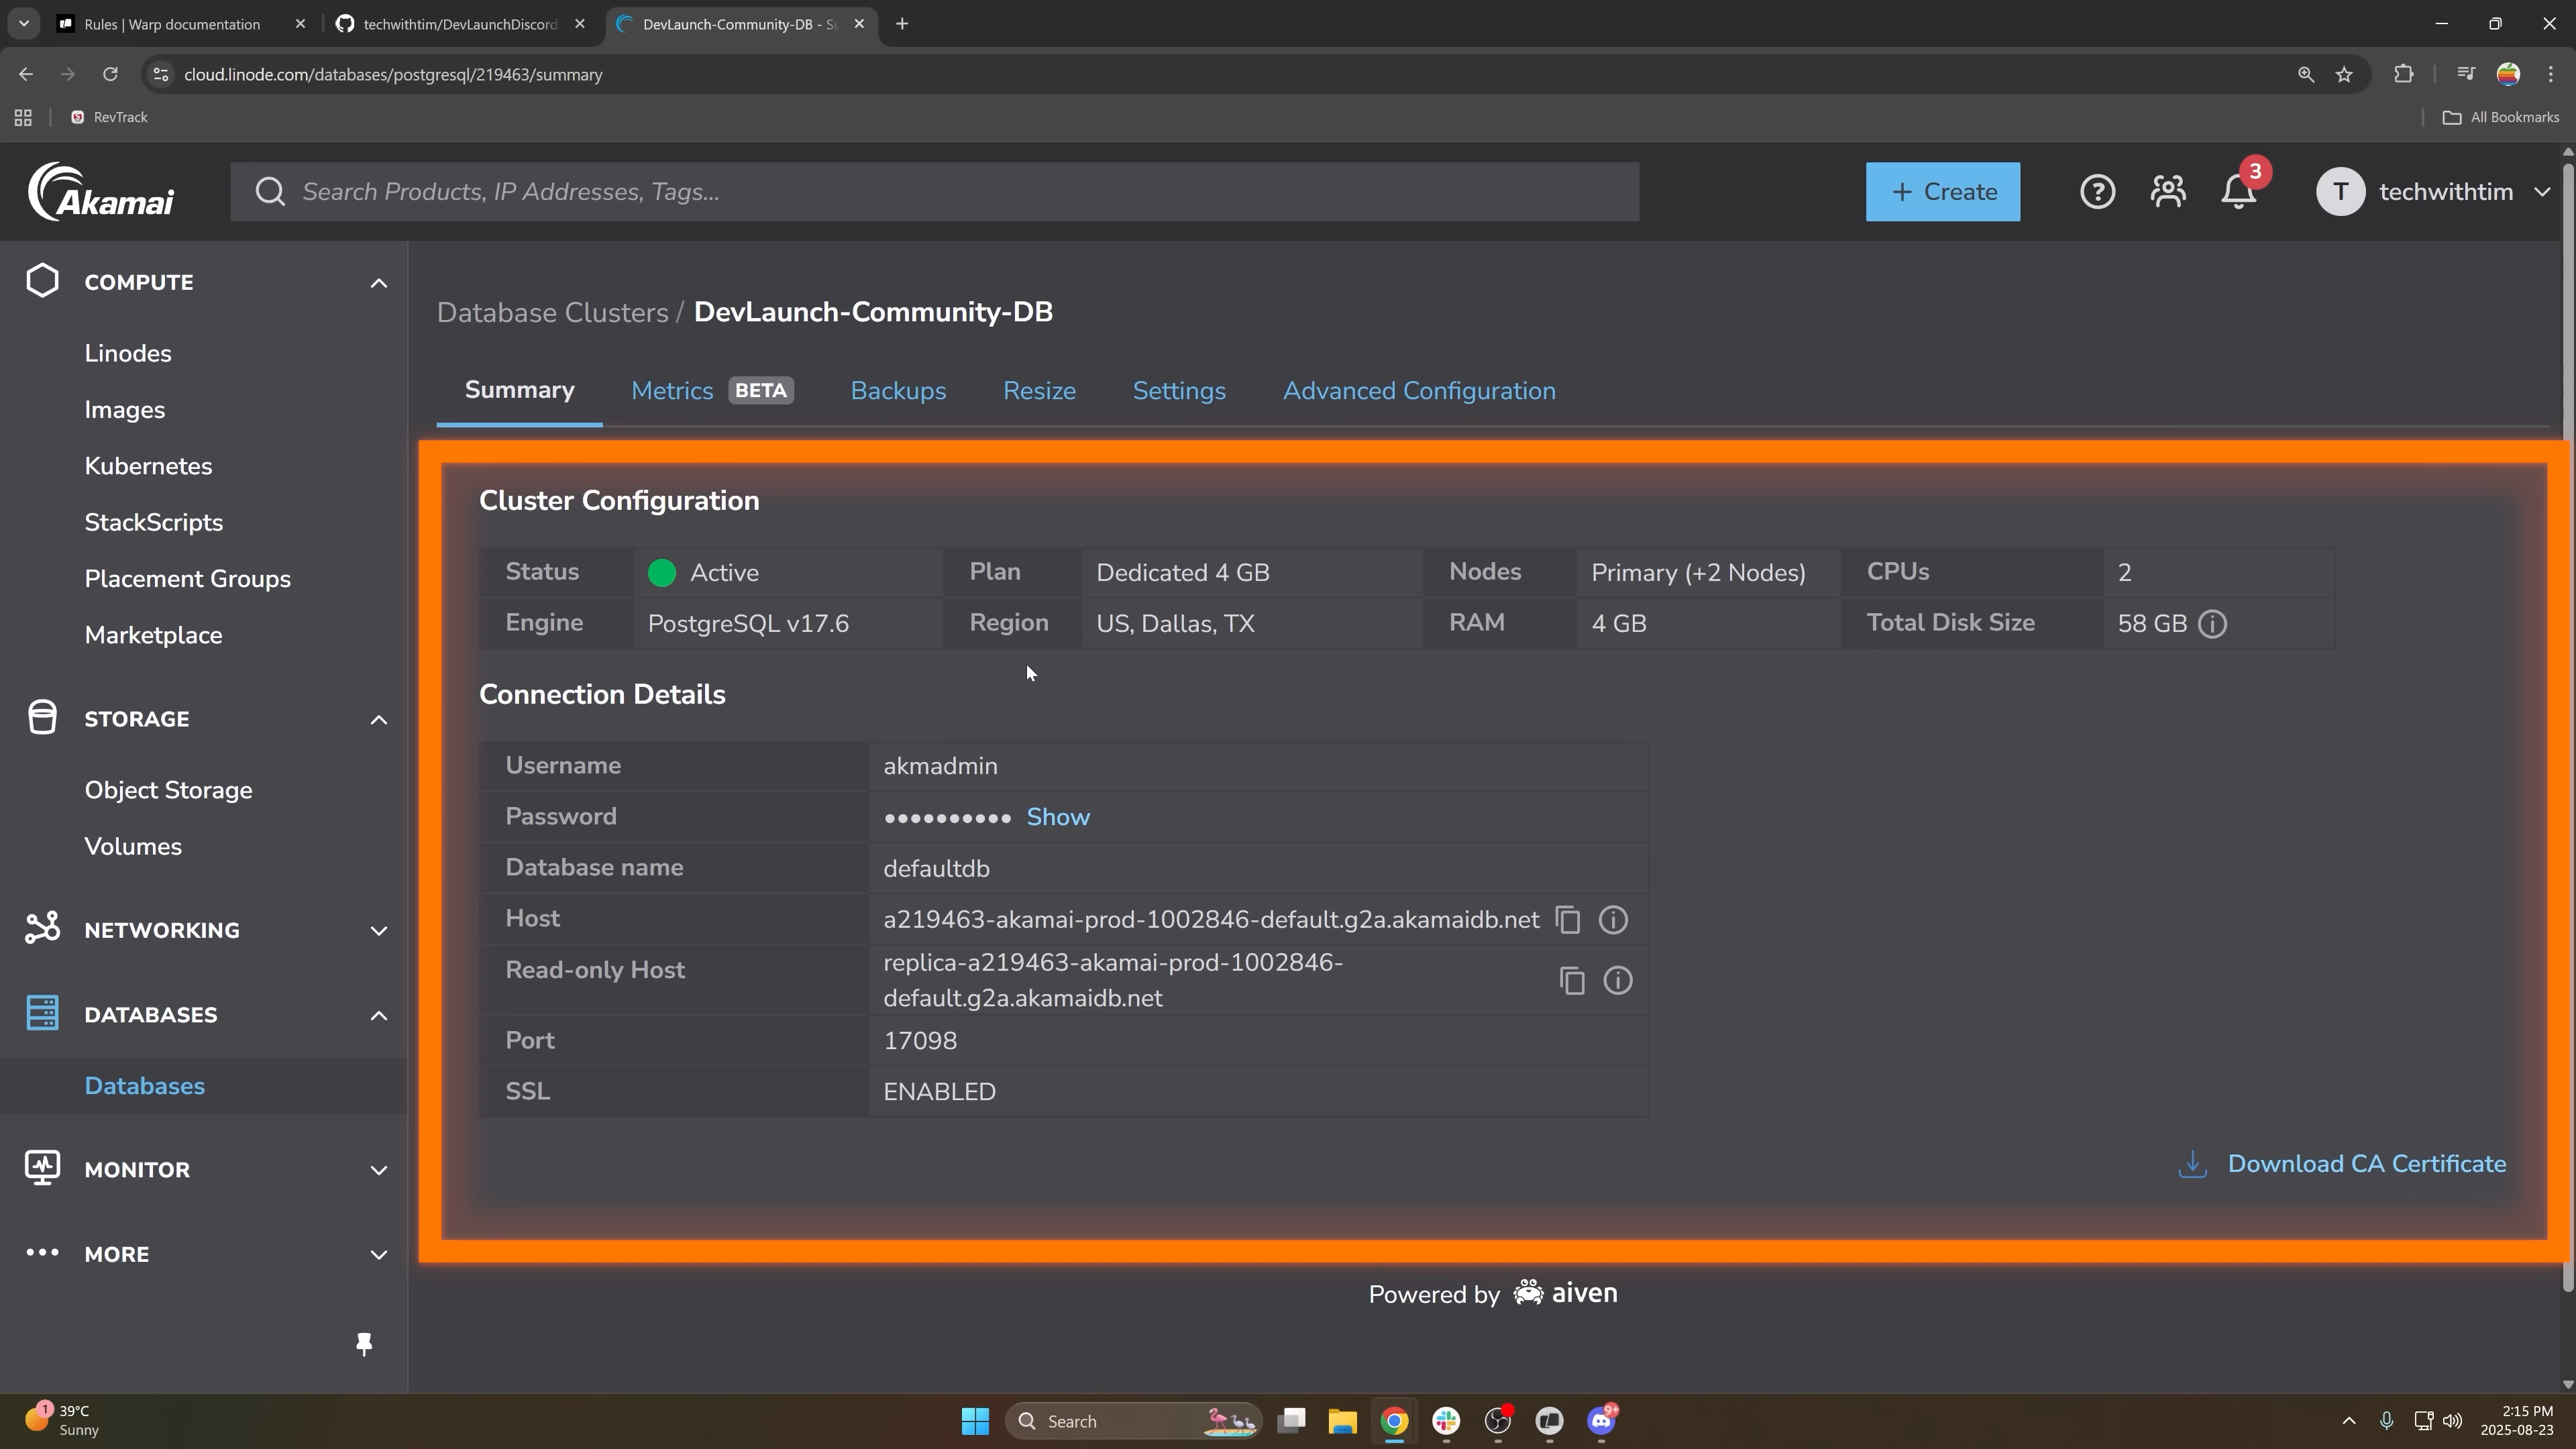 Rules | Warp documentation
techwithtim/DevLaunchDiscord
DevLaunch-Community-DB - Su
cloud.linode.com/databases/postgresql/219463/summary
RevTrack
All Bookmarks
Akamai
Search Products, IP Addresses, Tags...
+ Create
3
T
techwithtim
COMPUTE
Linodes
Images
Kubernetes
StackScripts
Placement Groups
Marketplace
STORAGE
Object Storage
Volumes
NETWORKING
DATABASES
Databases
MONITOR
MORE
Database Clusters / DevLaunch-Community-DB
Summary Metrics BETA Backups Resize Settings Advanced Configuration
Cluster Configuration
Status Active Plan Dedicated 4 GB Nodes Primary (+2 Nodes) CPUs 2
Engine PostgreSQL v17.6 Region US, Dallas, TX RAM 4 GB Total Disk Size 58 GB
Connection Details
Username akmadmin
Password •••••••••• Show
Database name defaultdb
Host a219463-akamai-prod-1002846-default.g2a.akamaidb.net
Read-only Host replica-a219463-akamai-prod-1002846-
default.g2a.akamaidb.net
Port 17098
SSL ENABLED
Download CA Certificate
Powered by aiven
1
39°C
Sunny
Search
9+
2:15 PM
2025-08-23